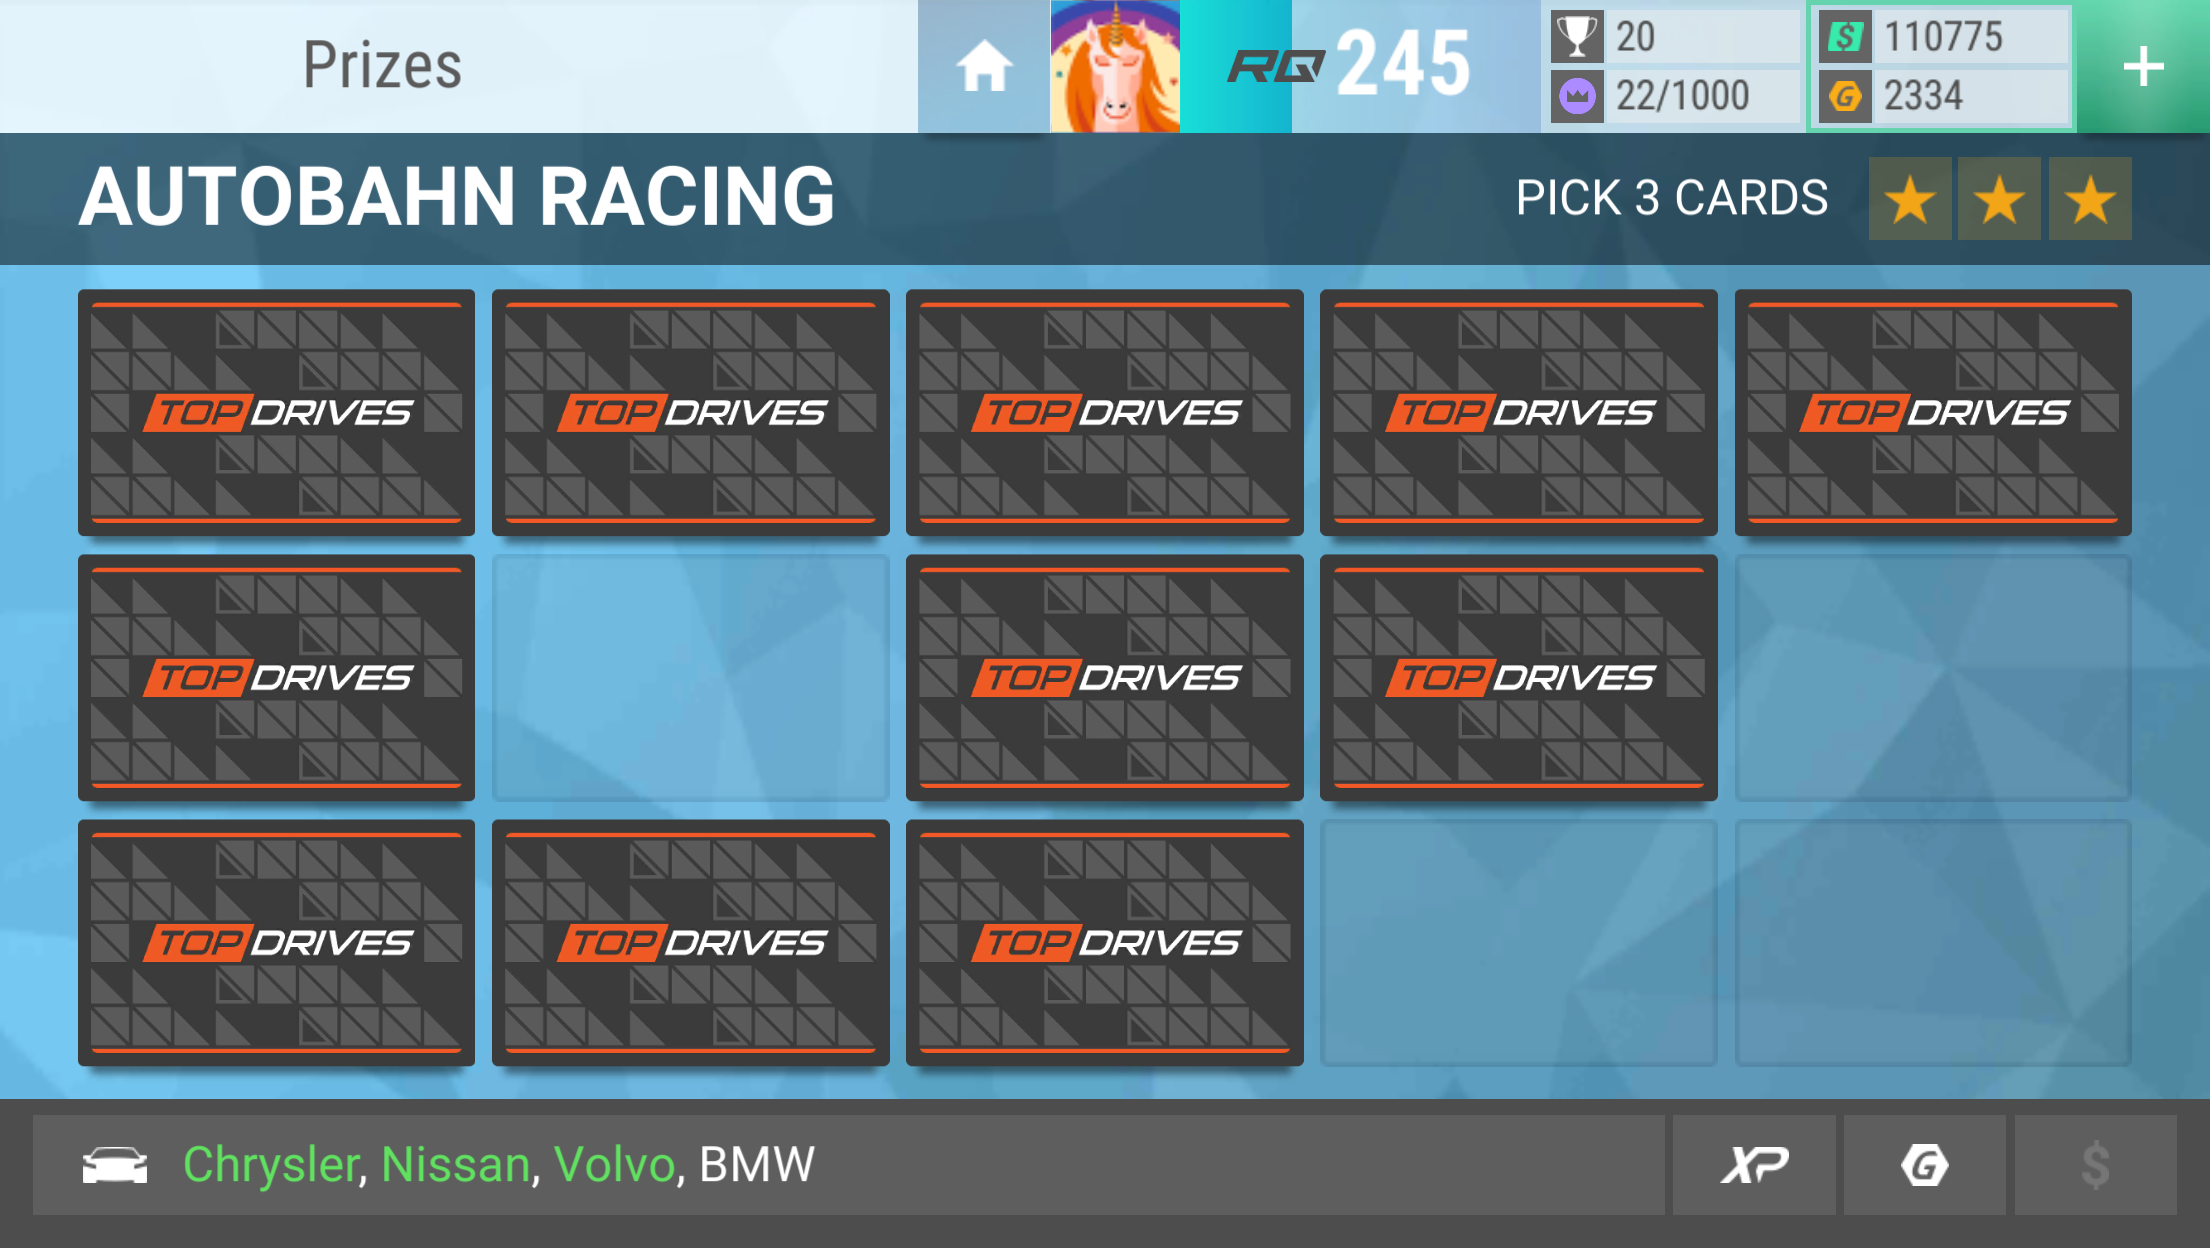 Prizes
RQ 245
20
22/1000
$ 110775
G 2334
+
AUTOBAHN RACING
PICK 3 CARDS
TOP DRIVES
TOP DRIVES
TOP DRIVES
TOP DRIVES
TOP DRIVES
TOP DRIVES
TOP DRIVES
TOP DRIVES
TOP DRIVES
TOP DRIVES
TOP DRIVES
Chrysler, Nissan, Volvo, BMW
XP
G
$